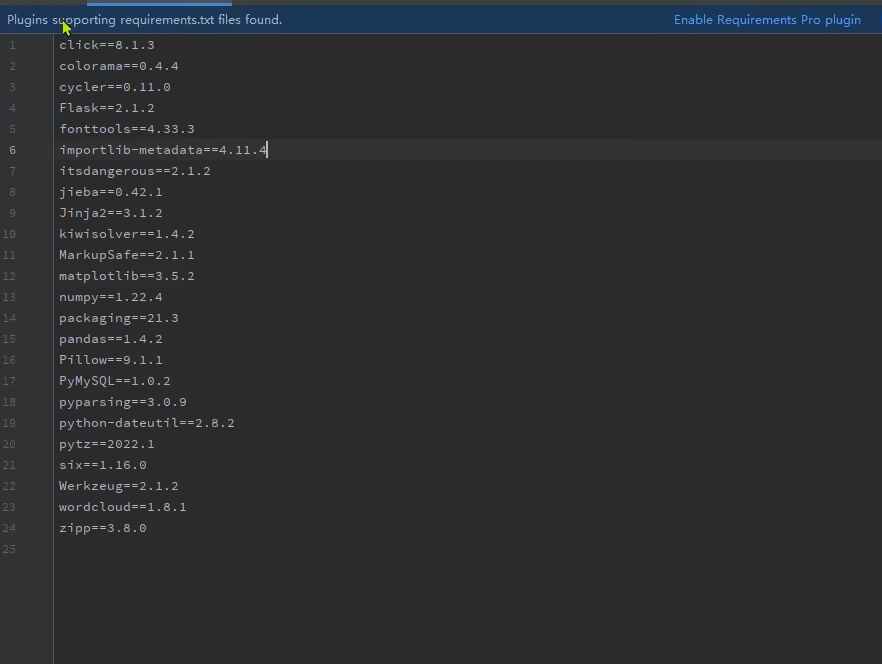 Plugins supporting requirements.txt files found. Enable Requirements Pro plugin
1 click==8.1.3
2 colorama==0.4.4
3 cycler==0.11.0
4 Flask==2.1.2
5 fonttools==4.33.3
6 importlib-metadata==4.11.4
7 itsdangerous==2.1.2
8 jieba==0.42.1
9 Jinja2==3.1.2
10 kiwisolver==1.4.2
11 MarkupSafe==2.1.1
12 matplotlib==3.5.2
13 numpy==1.22.4
14 packaging==21.3
15 pandas==1.4.2
16 Pillow==9.1.1
17 PyMySQL==1.0.2
18 pyparsing==3.0.9
19 python-dateutil==2.8.2
20 pytz==2022.1
21 six==1.16.0
22 Werkzeug==2.1.2
23 wordcloud==1.8.1
24 zipp==3.8.0
25